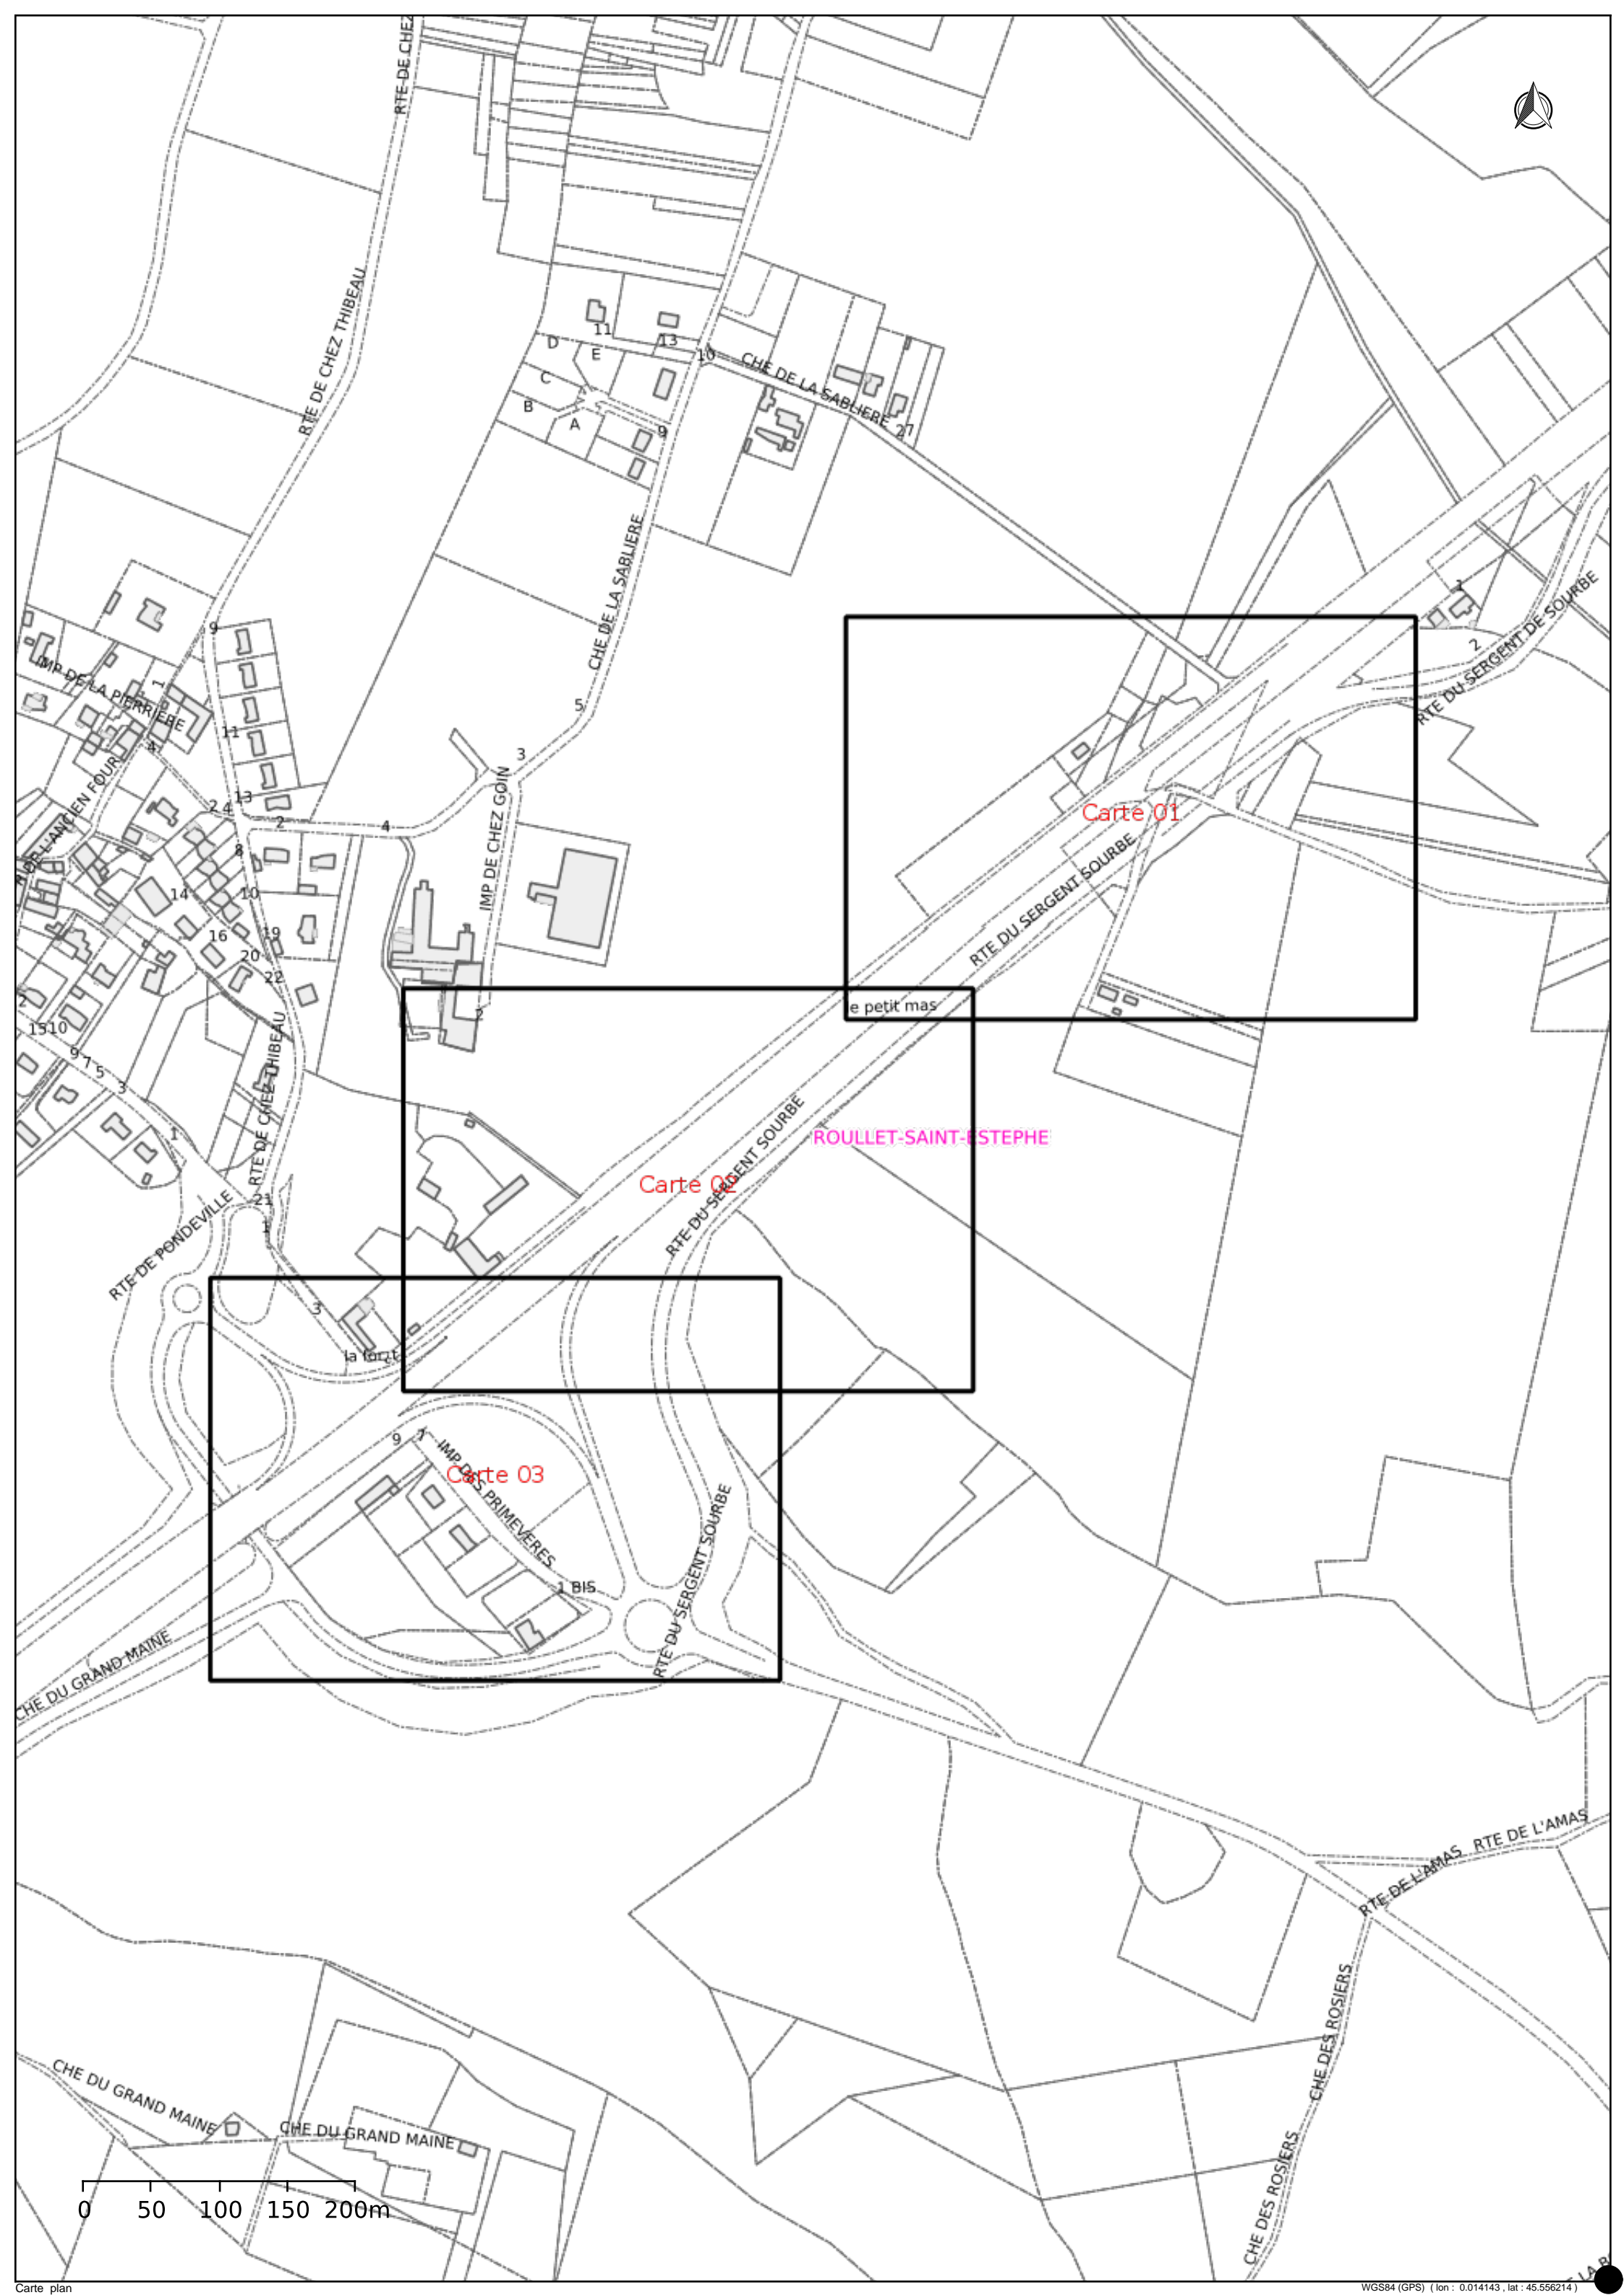 RTE DE CHEZ
RTE DE CHEZ THIBEAU
11
13
D
E
10
CHE DE LA SABLIERE
C
B
A
9
27
CHE DE LA SABLIERE
1
RTE DU SERGENT DE SOURBE
2
9
IMP DE LA PIERRIERE
1
5
11
4
3
IMP DE CHEZ GOIN
13
2 4
2
4
Carte 01
8
RTE DU SERGENT SOURBE
14
10
16
19
20
22
2
15 10
2
e petit mas
9
7
5
3
1
RTE DE CHEZ THIBEAU
RTE DU SERGENT SOURBE
ROULLET-SAINT-ESTEPHE
Carte 02
21
1
RTE DE PONDEVILLE
3
9
7
IMP DES PRIMEVERES
Carte 03
1 BIS
RTE DU SERGENT SOURBE
CHE DU GRAND MAINE
RTE DE L'AMAS
RTE DE L'AMAS
CHE DES ROSIERS
CHE DES ROSIERS
CHE DU GRAND MAINE
CHE DU GRAND MAINE
0 50 100 150 200m
Carte plan
WGS84 (GPS) ( lon : 0.014143 , lat : 45.556214 )